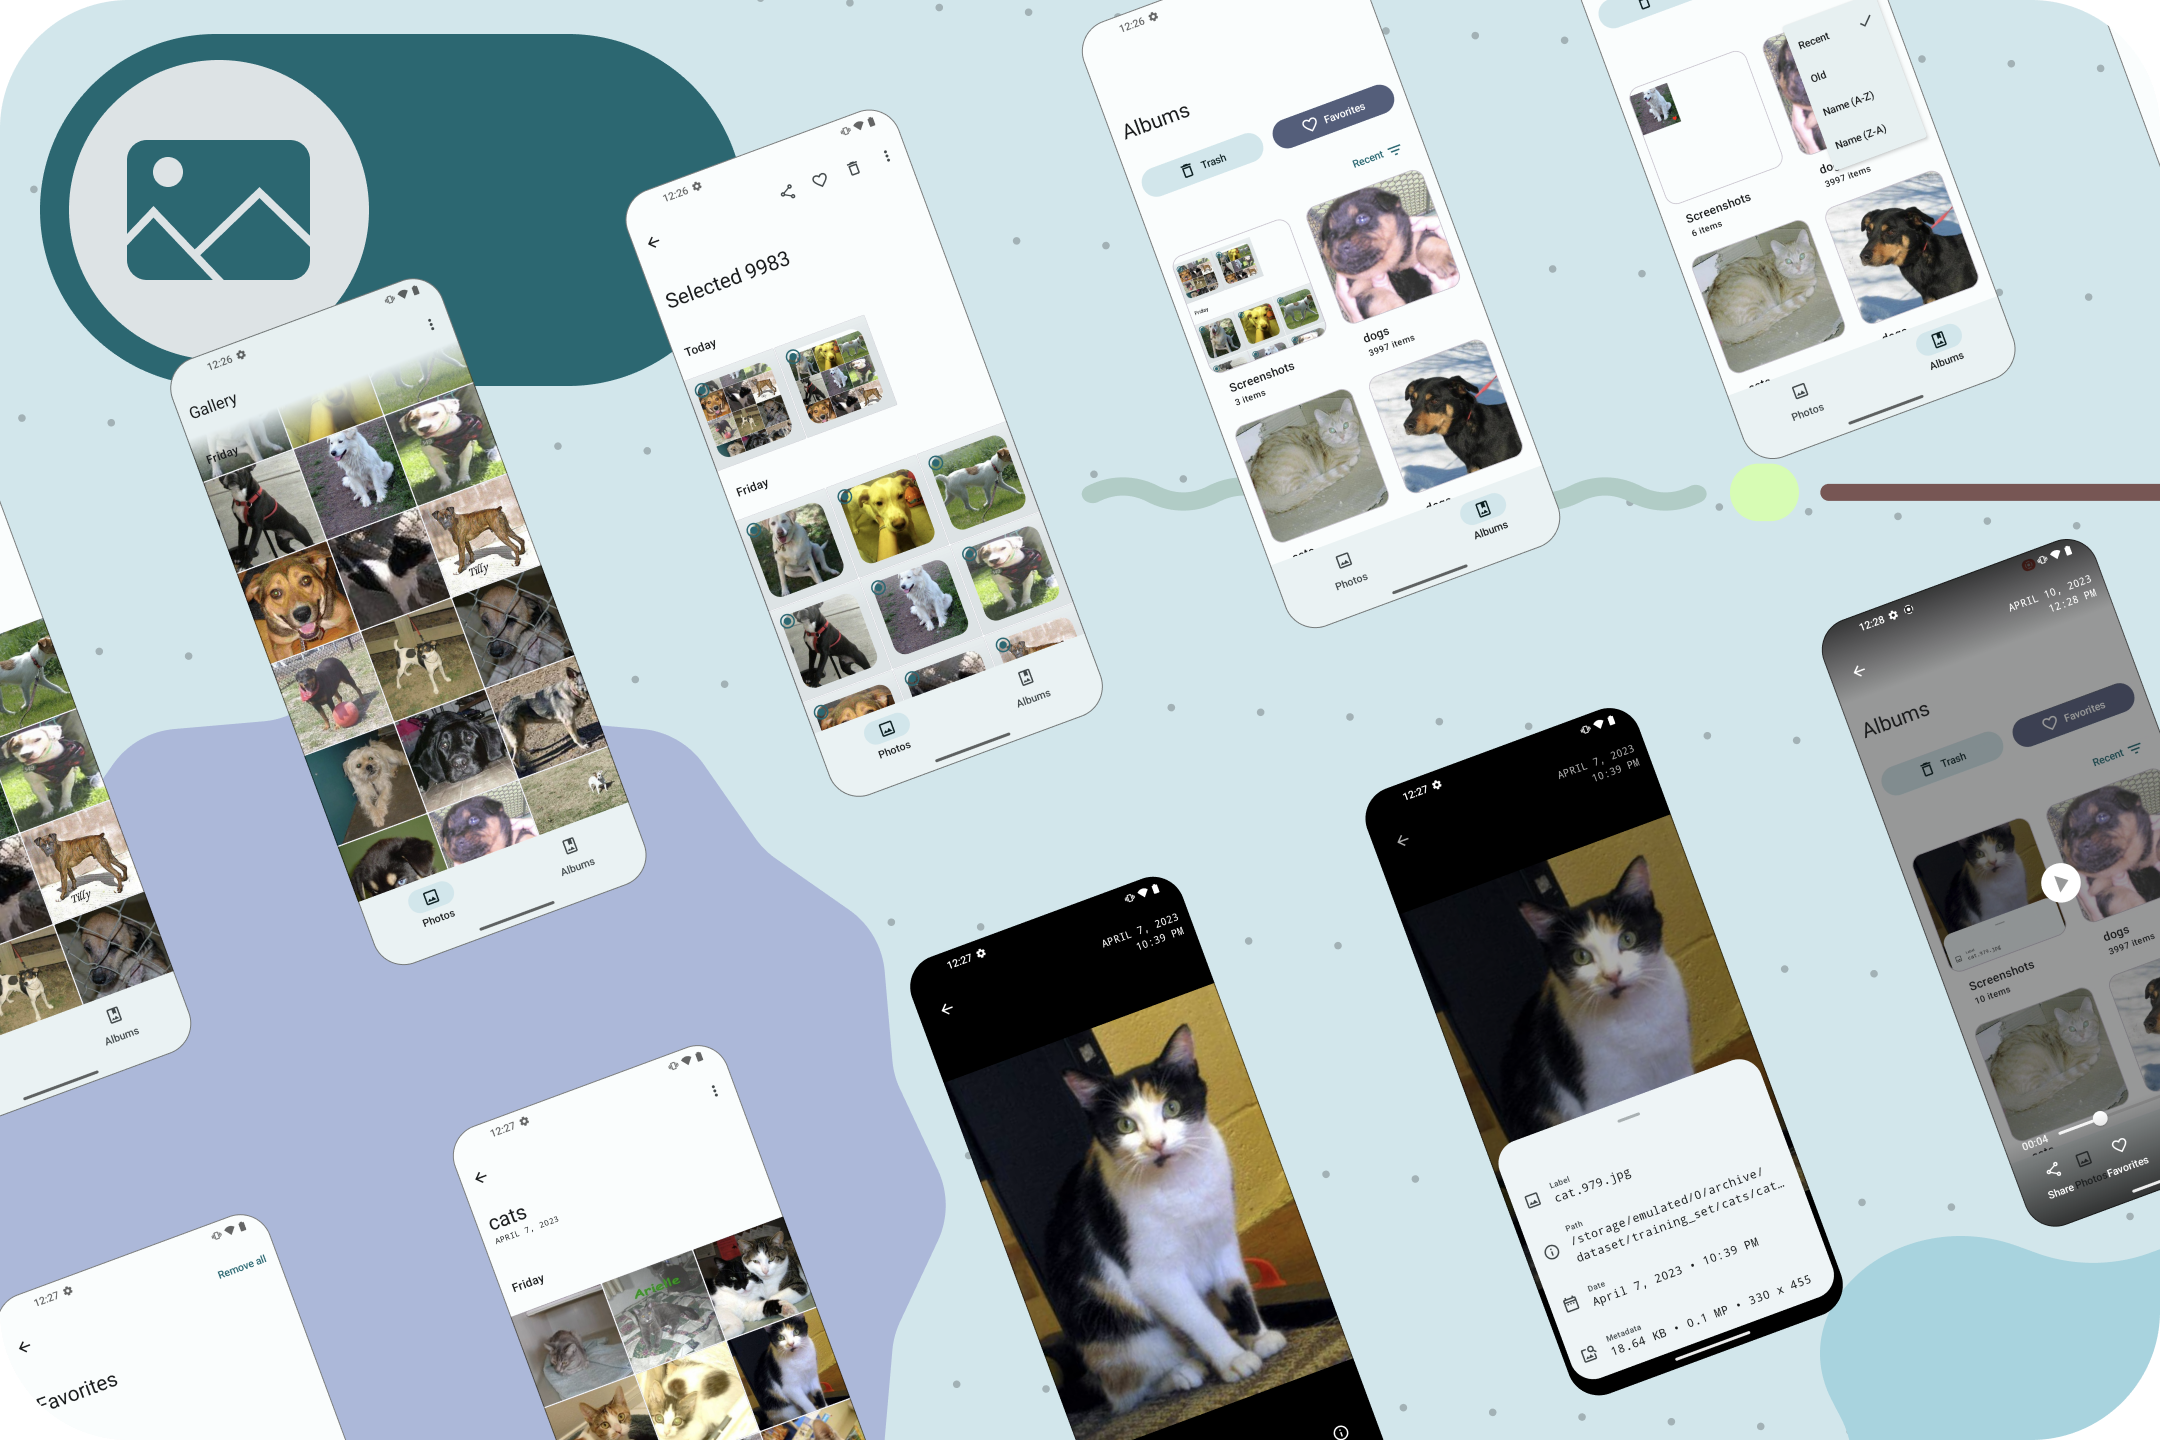 12:26
Gallery
Friday
Tilly
Photos
Albums
Tilly
Albums
12:26
Selected 9983
Today
Friday
Photos
Albums
12:26
Albums
Trash
Favorites
Recent
Friday
Screenshots
3 items
dogs
3997 items
Photos
Albums
Recent
Old
Name (A-Z)
Name (Z-A)
Screenshots
6 items
3997 items
Photos
Albums
12:27
Remove all
Favorites
12:27
cats
APRIL 7, 2023
Friday
Arielle
12:27
APRIL 7, 2023
10:39 PM
12:27
APRIL 7, 2023
10:39 PM
Label
cat.979.jpg
Path
/storage/emulated/0/archive/
dataset/training_set/cats/cat…
Date
April 7, 2023 • 10:39 PM
Metadata
18.64 KB • 0.1 MP • 330 x 455
12:28
APRIL 10, 2023
12:28 PM
Albums
Trash
Favorites
Recent
Label
cat.979.jpg
Screenshots
10 items
dogs
3997 items
00:04
Share
Photos
Favorites